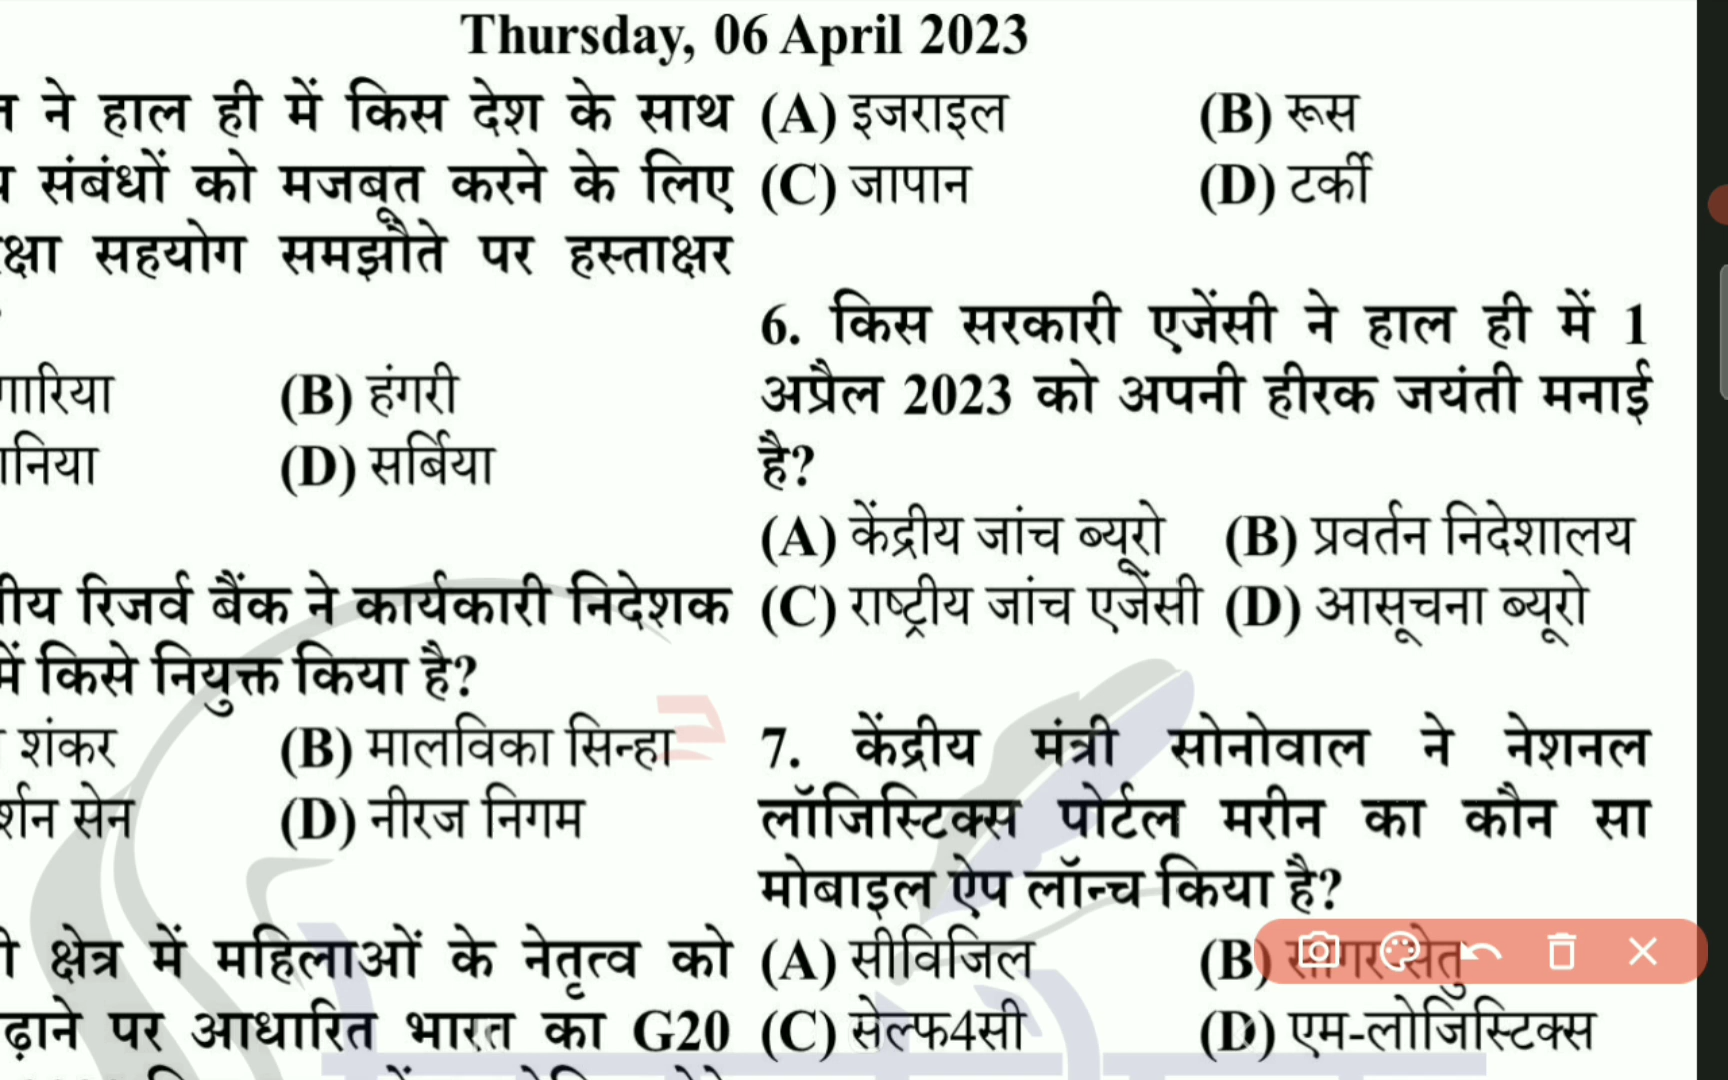 Thursday, 06 April 2023
ने हाल ही में किस देश के साथ
संबंधों को मजबूत करने के लिए
सहयोग समझौते पर हस्ताक्षर
(B) हंगरी
(D) सर्बिया
रिजर्व बैंक ने कार्यकारी निदेशक
में किसे नियुक्त किया है?
शंकर (B) मालविका सिन्हा
सेन (D) नीरज निगम
क्षेत्र में महिलाओं के नेतृत्व को
पर आधारित भारत का G20
(A) इजराइल (B) रूस
(C) जापान (D) टर्की
6. किस सरकारी एजेंसी ने हाल ही में 1
अप्रैल 2023 को अपनी हीरक जयंती मनाई
है?
(A) केंद्रीय जांच ब्यूरो (B) प्रवर्तन निदेशालय
(C) राष्ट्रीय जांच एजेंसी (D) आसूचना ब्यूरो
7. केंद्रीय मंत्री सोनोवाल ने नेशनल
लॉजिस्टिक्स पोर्टल मरीन का कौन सा
मोबाइल ऐप लॉन्च किया है?
(A) सीविजिल (B) सागर-सेतु
(C) सेल्फ4सी (D) एम-लोजिस्टिक्स